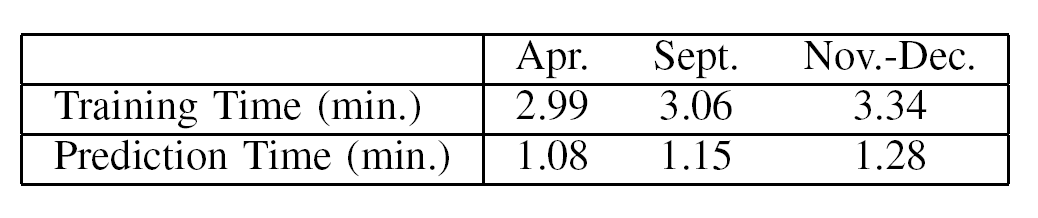 Apr. Sept. Nov.-Dec.
Training Time (min.) 2.99 3.06 3.34
Prediction Time (min.) 1.08 1.15 1.28